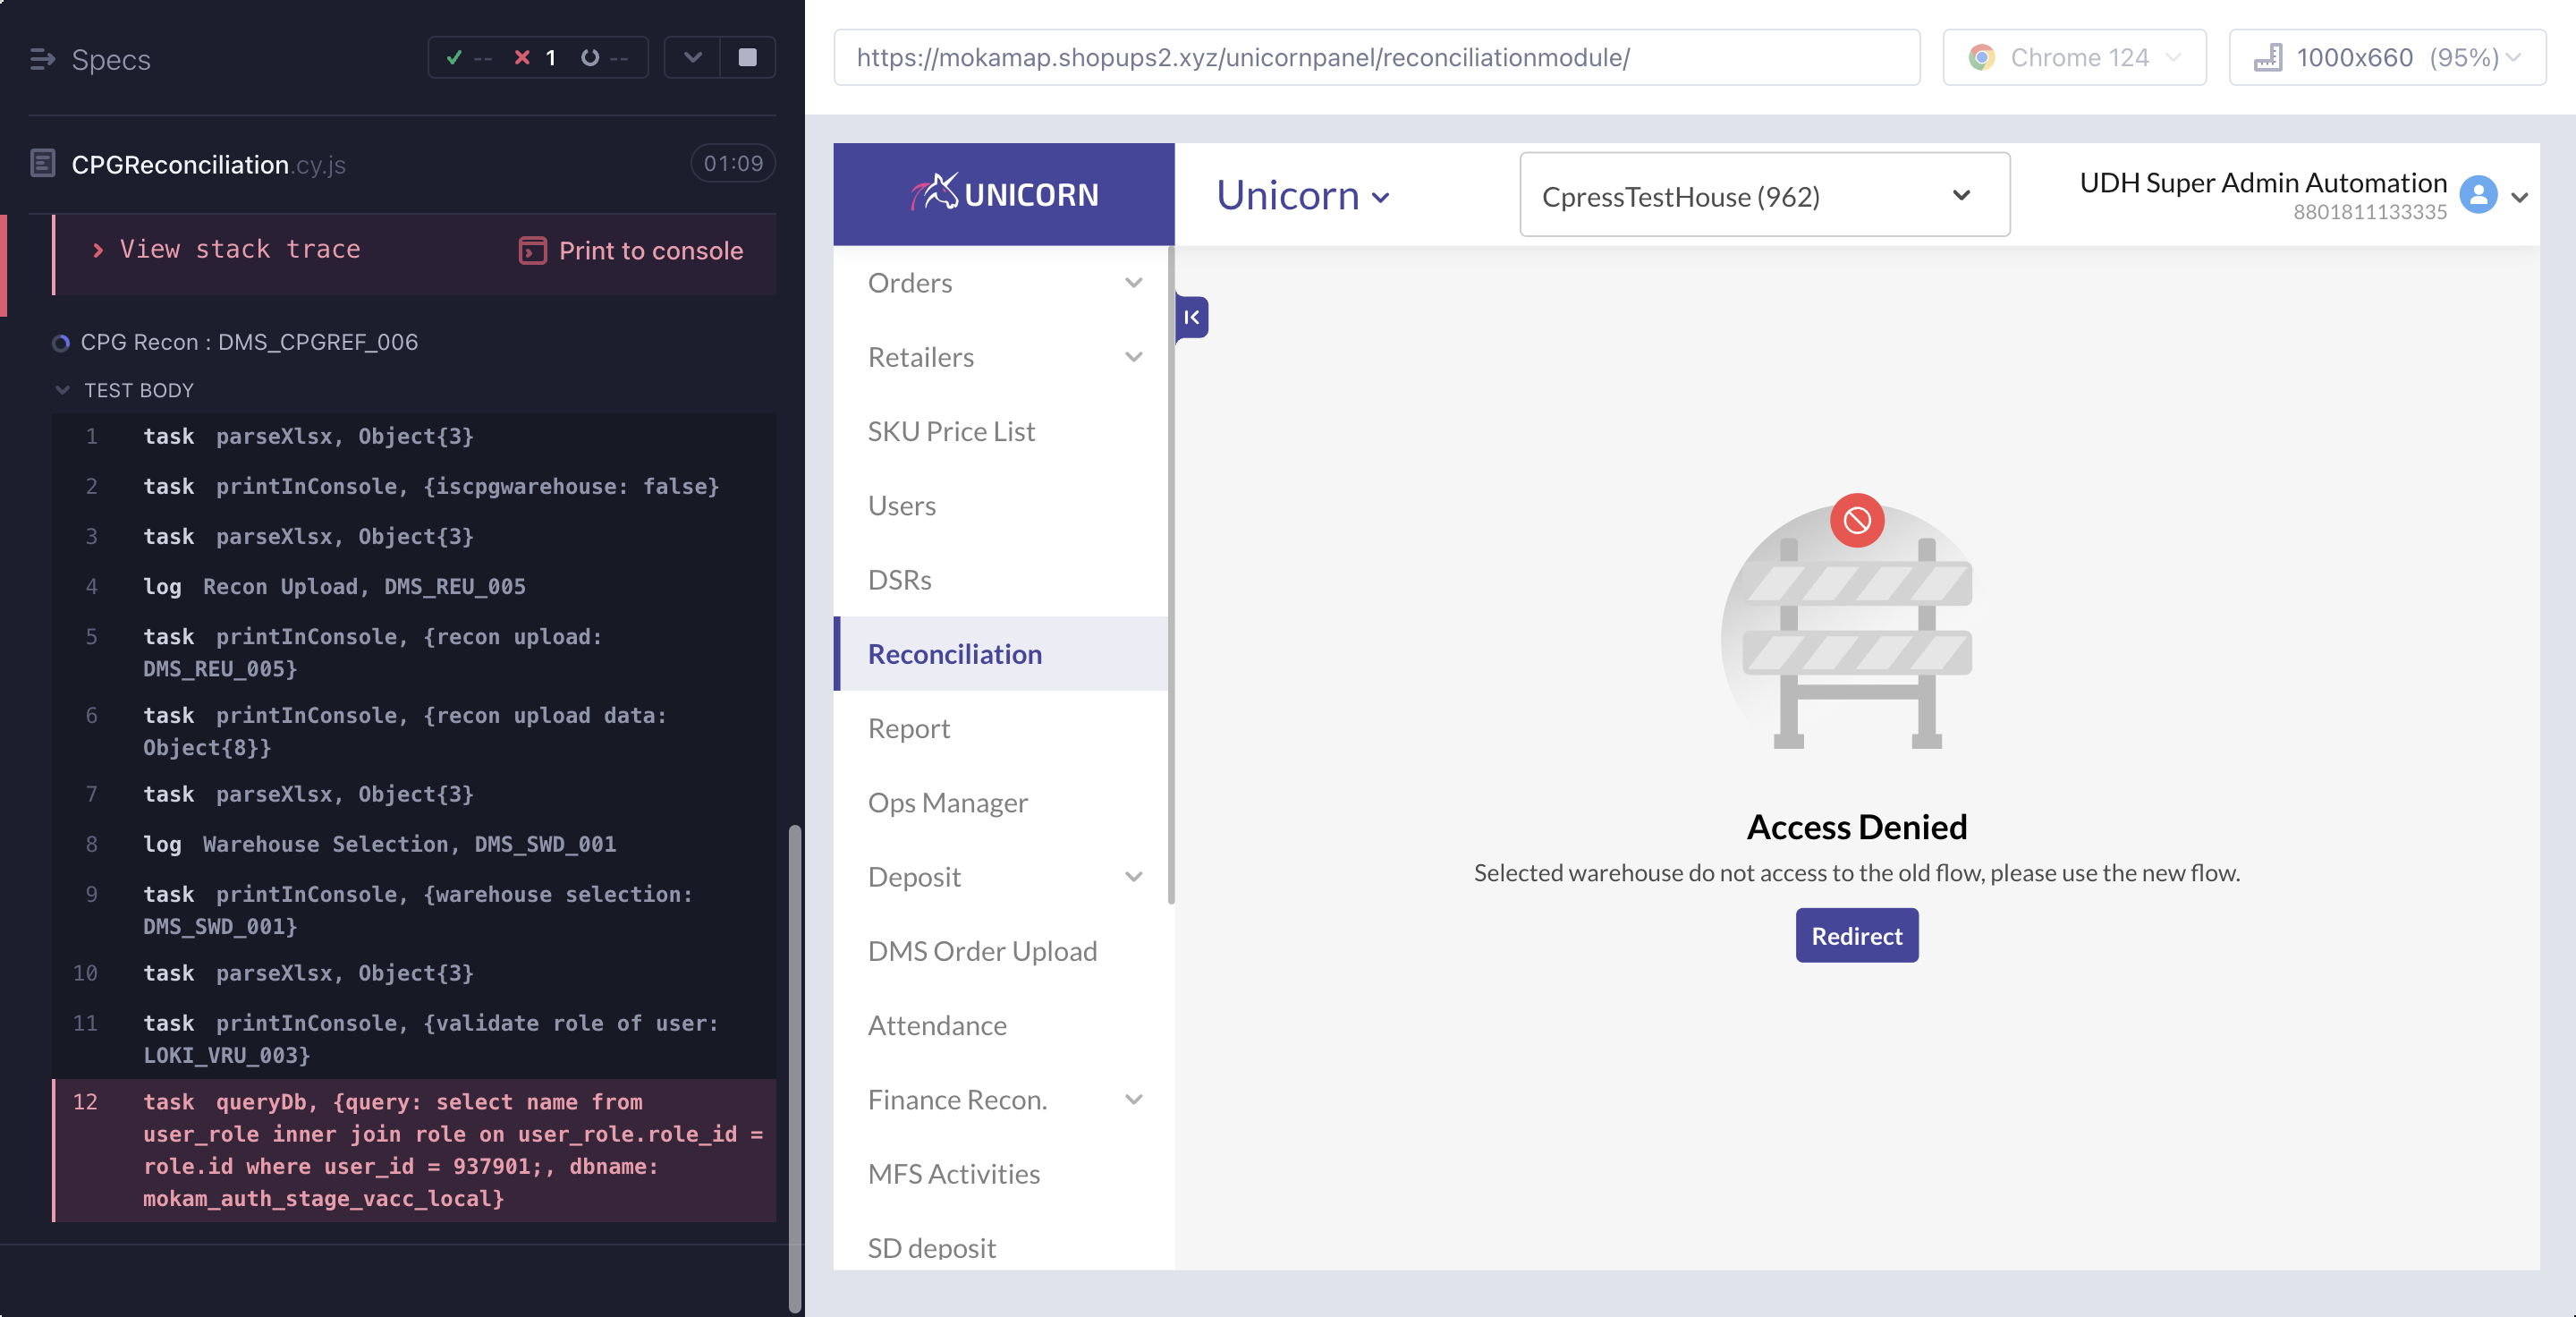 Specs
-- 1 --
CPGReconciliation.cy.js
01:09
View stack trace
Print to console
CPG Recon : DMS_CPGREF_006
TEST BODY
1 task parseXlsx, Object{3}
2 task printInConsole, {iscpgwarehouse: false}
3 task parseXlsx, Object{3}
4 log Recon Upload, DMS_REU_005
5 task printInConsole, {recon upload:
DMS_REU_005}
6 task printInConsole, {recon upload data:
Object{8}}
7 task parseXlsx, Object{3}
8 log Warehouse Selection, DMS_SWD_001
9 task printInConsole, {warehouse selection:
DMS_SWD_001}
10 task parseXlsx, Object{3}
11 task printInConsole, {validate role of user:
LOKI_VRU_003}
12 task queryDb, {query: select name from
user_role inner join role on user_role.role_id =
role.id where user_id = 937901;, dbname:
mokam_auth_stage_vacc_local}
https://mokamap.shopups2.xyz/unicornpanel/reconciliationmodule/
Chrome 124
1000x660 (95%)
UNICORN
Unicorn
CpressTestHouse (962)
UDH Super Admin Automation
8801811133335
Orders
Retailers
SKU Price List
Users
DSRs
Reconciliation
Report
Ops Manager
Deposit
DMS Order Upload
Attendance
Finance Recon.
MFS Activities
SD deposit
Access Denied
Selected warehouse do not access to the old flow, please use the new flow.
Redirect